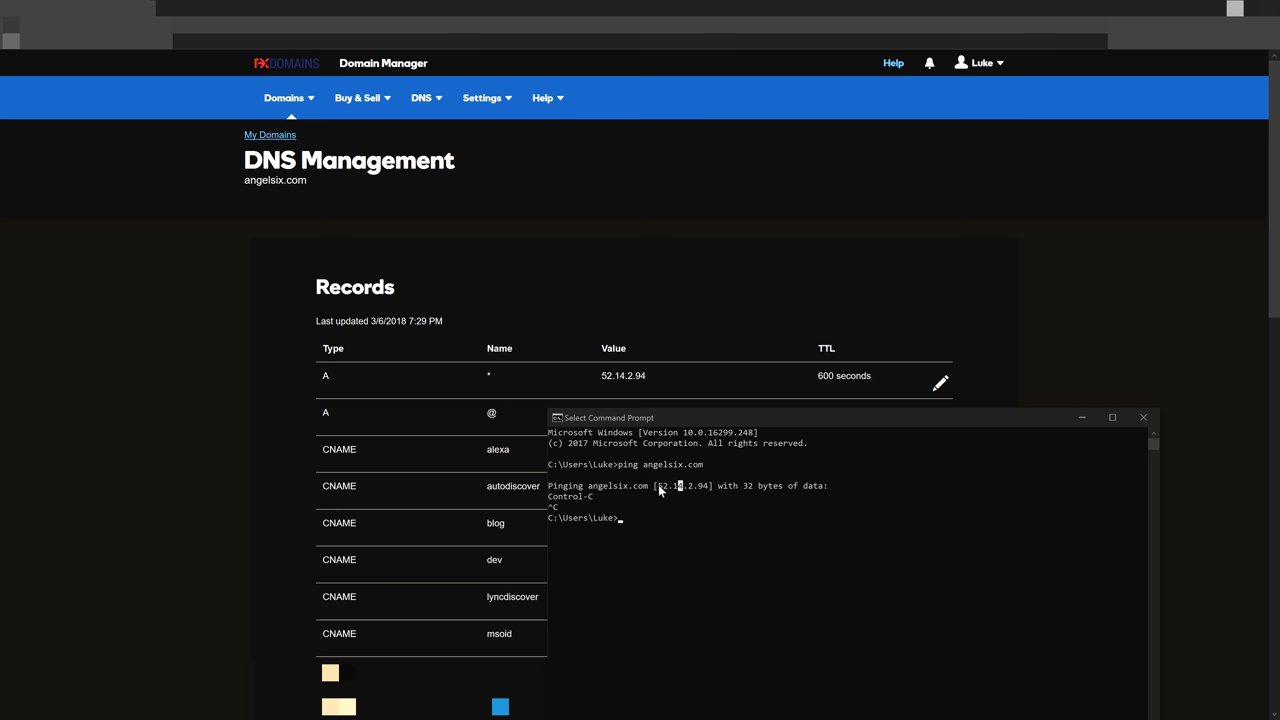 FXDOMAINS Domain Manager Help Luke
Domains Buy & Sell DNS Settings Help
My Domains
DNS Management
angelsix.com
Records
Last updated 3/6/2018 7:29 PM
Type Name Value TTL
A * 52.14.2.94 600 seconds
A @
CNAME alexa
CNAME autodiscover
CNAME blog
CNAME dev
CNAME lyncdiscover
CNAME msoid
Select Command Prompt
Microsoft Windows [Version 10.0.16299.248]
(c) 2017 Microsoft Corporation. All rights reserved.
C:\Users\Luke>ping angelsix.com
Pinging angelsix.com [52.14.2.94] with 32 bytes of data:
Control-C
^C
C:\Users\Luke>